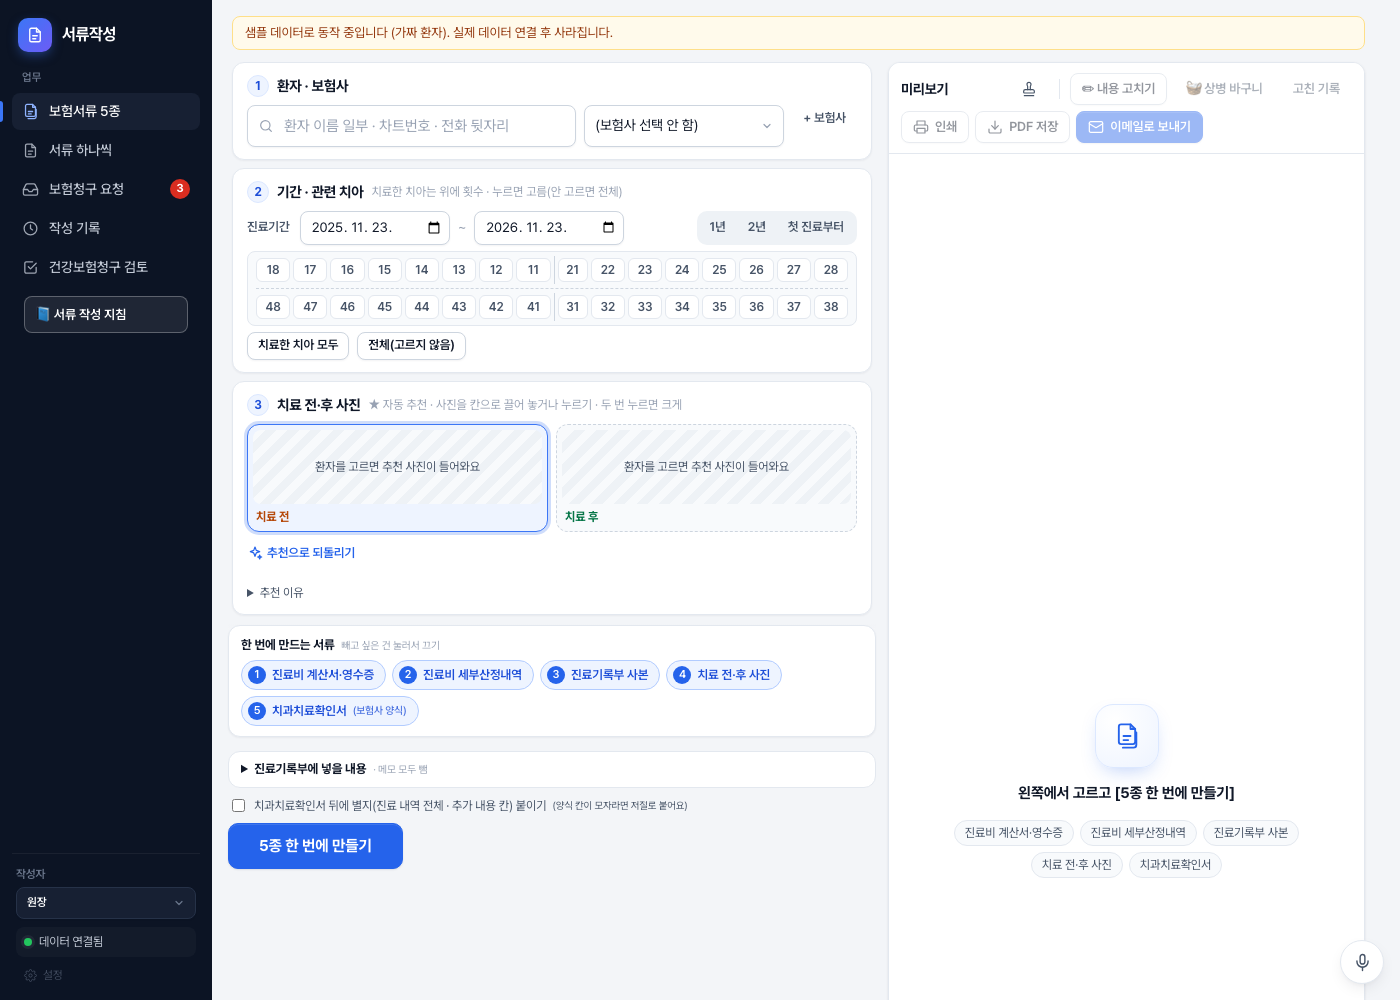 서류작성
업무
보험서류 5종
서류 하나씩
보험청구 요청 3
작성 기록
건강보험청구 검토
서류 작성 지침
작성자
원장
데이터 연결됨
설정
샘플 데이터로 동작 중입니다 (가짜 환자). 실제 데이터 연결 후 사라집니다.
1 환자 · 보험사
환자 이름 일부 · 차트번호 · 전화 뒷자리
(보험사 선택 안 함)
+ 보험사
2 기간 · 관련 치아 치료한 치아는 위에 횟수 · 누르면 고름(안 고르면 전체)
진료기간 2025. 11. 23. ~ 2026. 11. 23. 1년 2년 첫 진료부터
18 17 16 15 14 13 12 11 21 22 23 24 25 26 27 28
48 47 46 45 44 43 42 41 31 32 33 34 35 36 37 38
치료한 치아 모두 전체(고르지 않음)
3 치료 전·후 사진 ★ 자동 추천 · 사진을 칸으로 끌어 놓거나 누르기 · 두 번 누르면 크게
환자를 고르면 추천 사진이 들어와요
치료 전
환자를 고르면 추천 사진이 들어와요
치료 후
추천으로 되돌리기
▶ 추천 이유
한 번에 만드는 서류 빼고 싶은 건 눌러서 끄기
1 진료비 계산서·영수증 2 진료비 세부산정내역 3 진료기록부 사본 4 치료 전·후 사진
5 치과치료확인서 (보험사 양식)
▶ 진료기록부에 넣을 내용 · 메모 모두 뺌
치과치료확인서 뒤에 별지(진료 내역 전체 · 추가 내용 칸) 붙이기 (양식 칸이 모자라면 저절로 붙어요)
5종 한 번에 만들기
미리보기 ✏ 내용 고치기 상병 바구니 고친 기록
인쇄 PDF 저장 이메일로 보내기
왼쪽에서 고르고 [5종 한 번에 만들기]
진료비 계산서·영수증 진료비 세부산정내역 진료기록부 사본
치료 전·후 사진 치과치료확인서